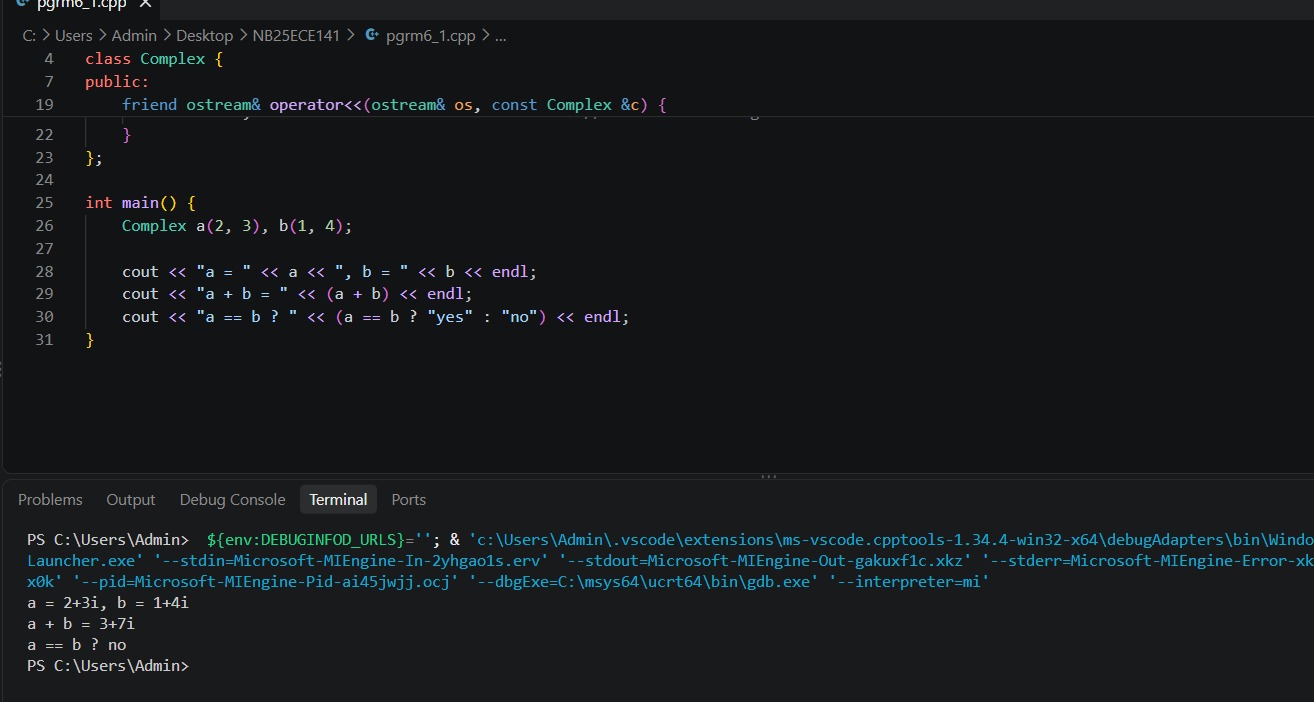 pgrm6_1.cpp
C: > Users > Admin > Desktop > NB25ECE141 > pgrm6_1.cpp > ...
4 class Complex {
7 public:
19 friend ostream& operator<<(ostream& os, const Complex &c) {
22 }
23 };
24
25 int main() {
26 Complex a(2, 3), b(1, 4);
27
28 cout << "a = " << a << ", b = " << b << endl;
29 cout << "a + b = " << (a + b) << endl;
30 cout << "a == b ? " << (a == b ? "yes" : "no") << endl;
31 }
Problems Output Debug Console Terminal Ports
PS C:\Users\Admin> ${env:DEBUGINFOD_URLS}=''; & 'c:\Users\Admin\.vscode\extensions\ms-vscode.cpptools-1.34.4-win32-x64\debugAdapters\bin\Windo
Launcher.exe' '--stdin=Microsoft-MIEngine-In-2yhgao1s.erv' '--stdout=Microsoft-MIEngine-Out-gakuxf1c.xkz' '--stderr=Microsoft-MIEngine-Error-xk
x0k' '--pid=Microsoft-MIEngine-Pid-ai45jwjj.ocj' '--dbgExe=C:\msys64\ucrt64\bin\gdb.exe' '--interpreter=mi'
a = 2+3i, b = 1+4i
a + b = 3+7i
a == b ? no
PS C:\Users\Admin>